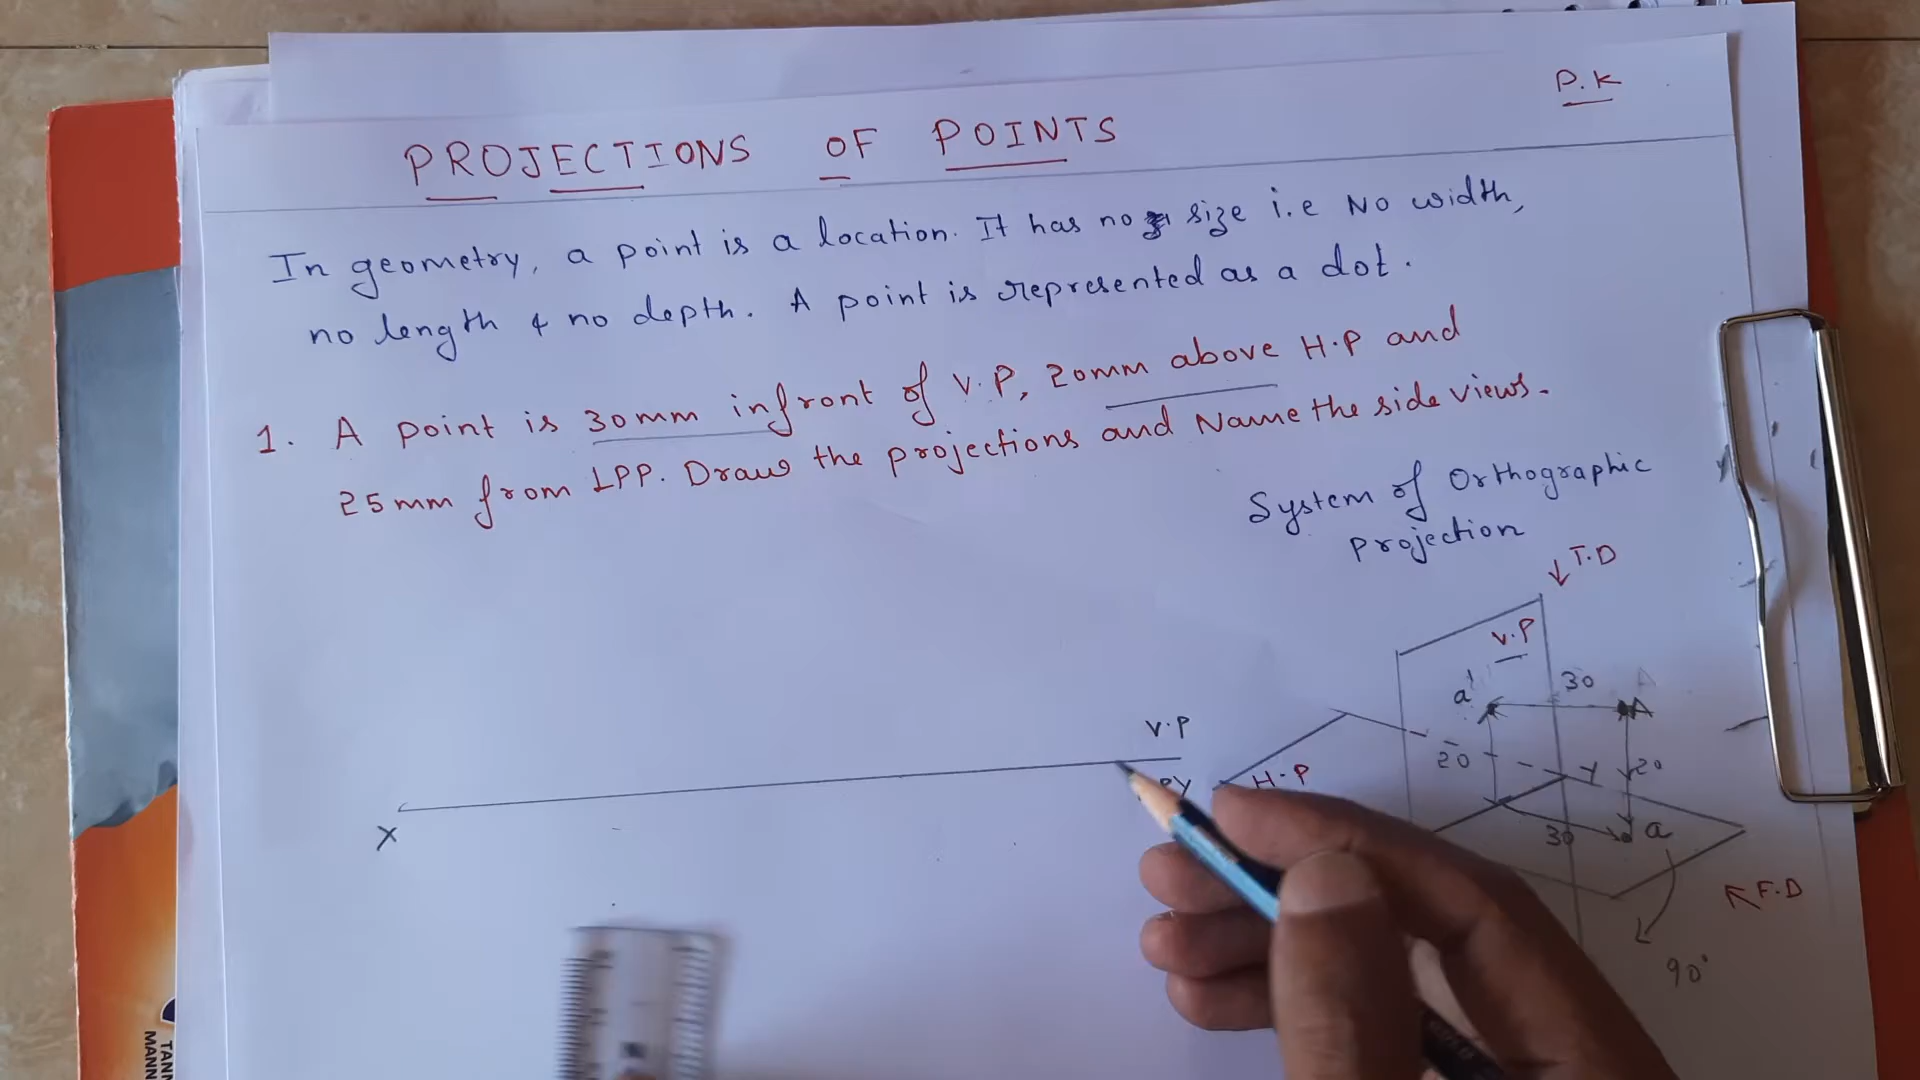 P.K
PROJECTIONS OF POINTS
In geometry, a point is a location. It has no size i.e No width,
no length & no depth. A point is represented as a dot.
1. A point is 30mm infront of V.P, 20mm above H.P and
25mm from LPP. Draw the projections and Name the side views.
System of Orthographic
Projection
↓ T.D
V.P
a' 30 A
V.P
20 Y 20
H.P
X
30 a
F.D
90°
TANN
MANN